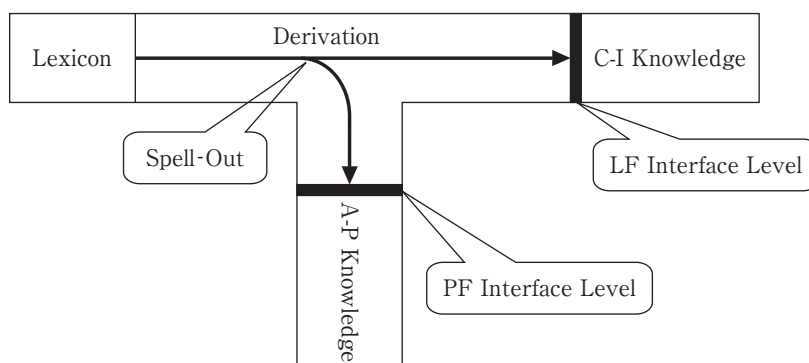 Derivation
Lexicon
C-I Knowledge
Spell-Out
LF Interface Level
A-P Knowledge
PF Interface Level